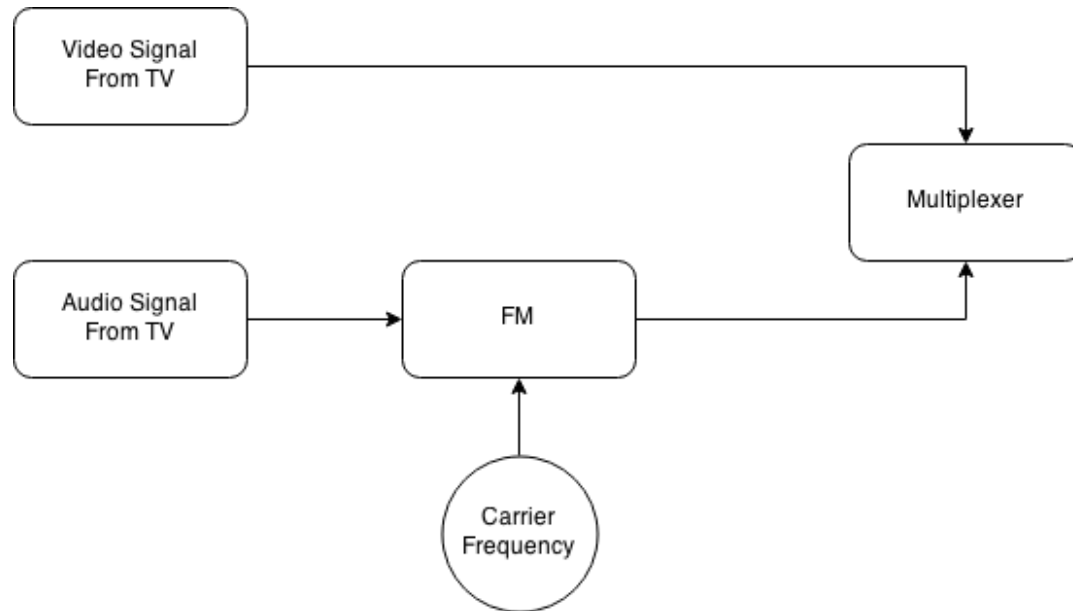 Video Signal
From TV
Multiplexer
Audio Signal
From TV
FM
Carrier
Frequency